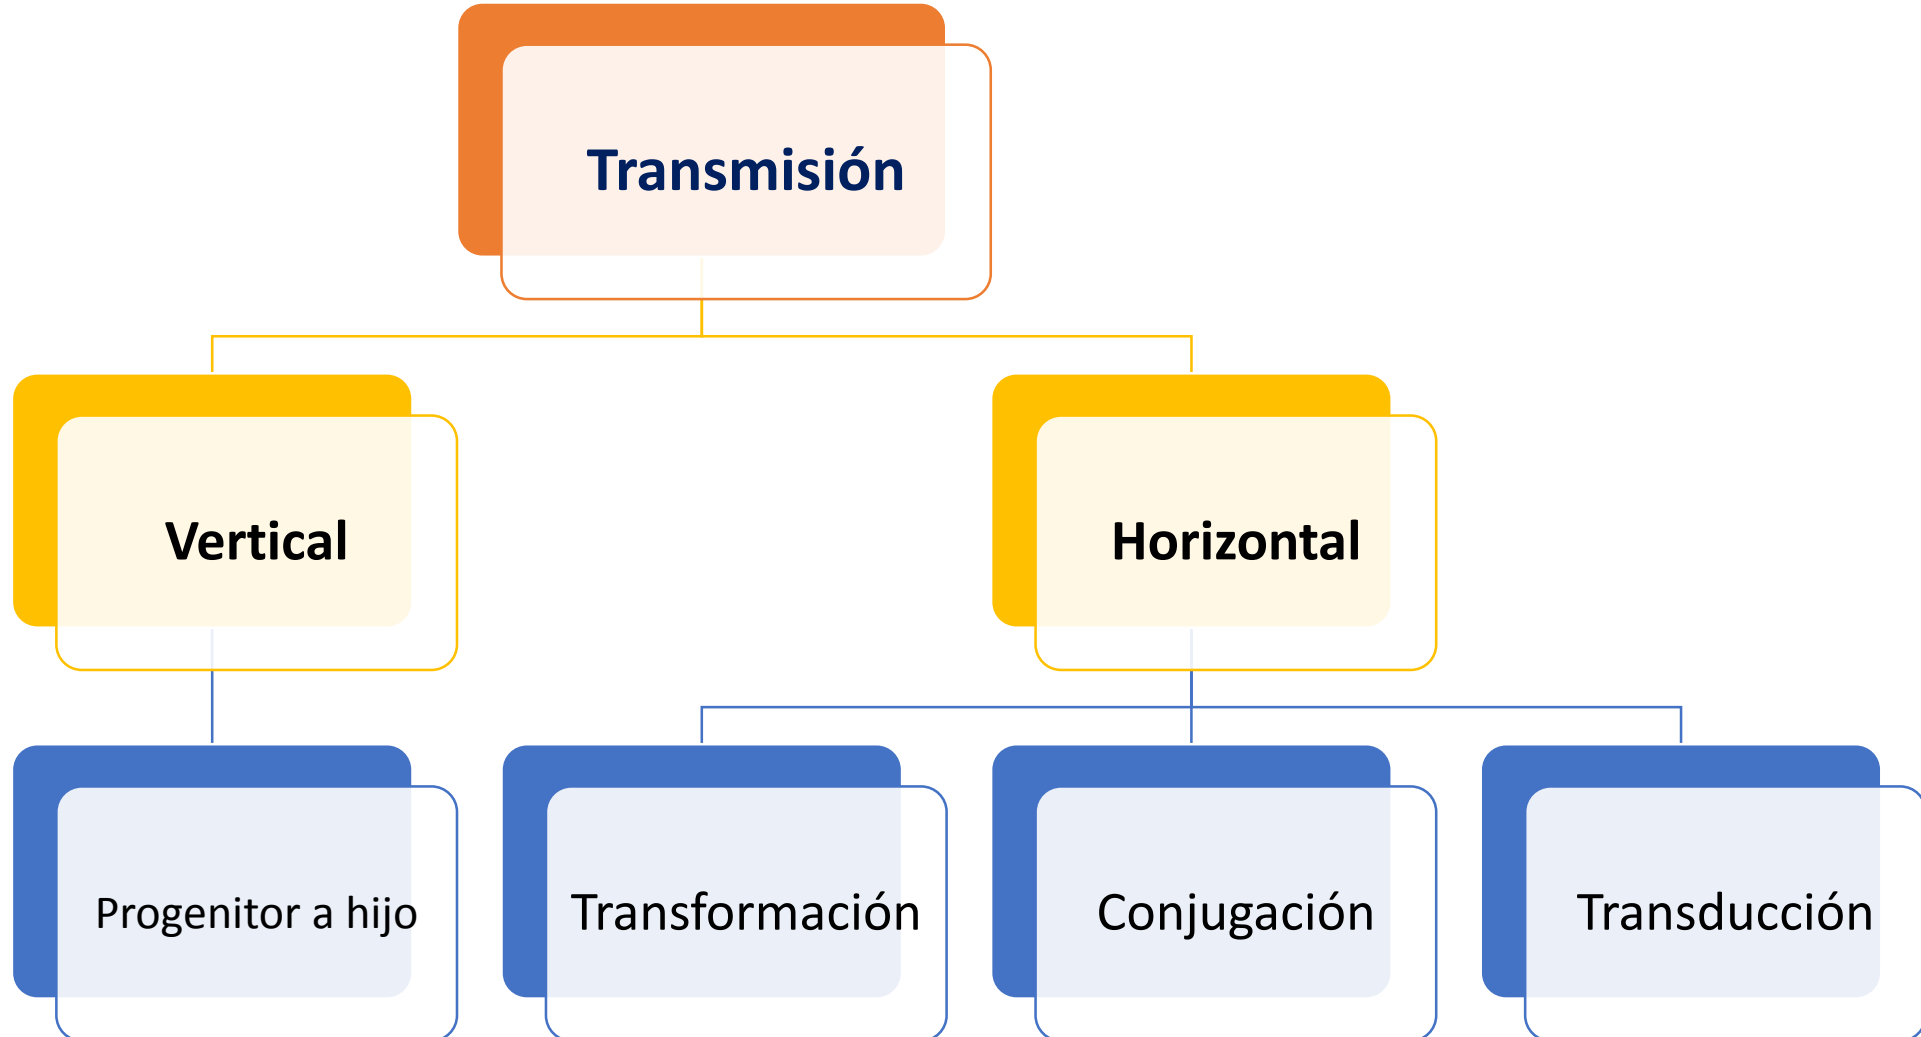 Transmisión
Vertical
Horizontal
Progenitor a hijo
Transformación
Conjugación
Transducción